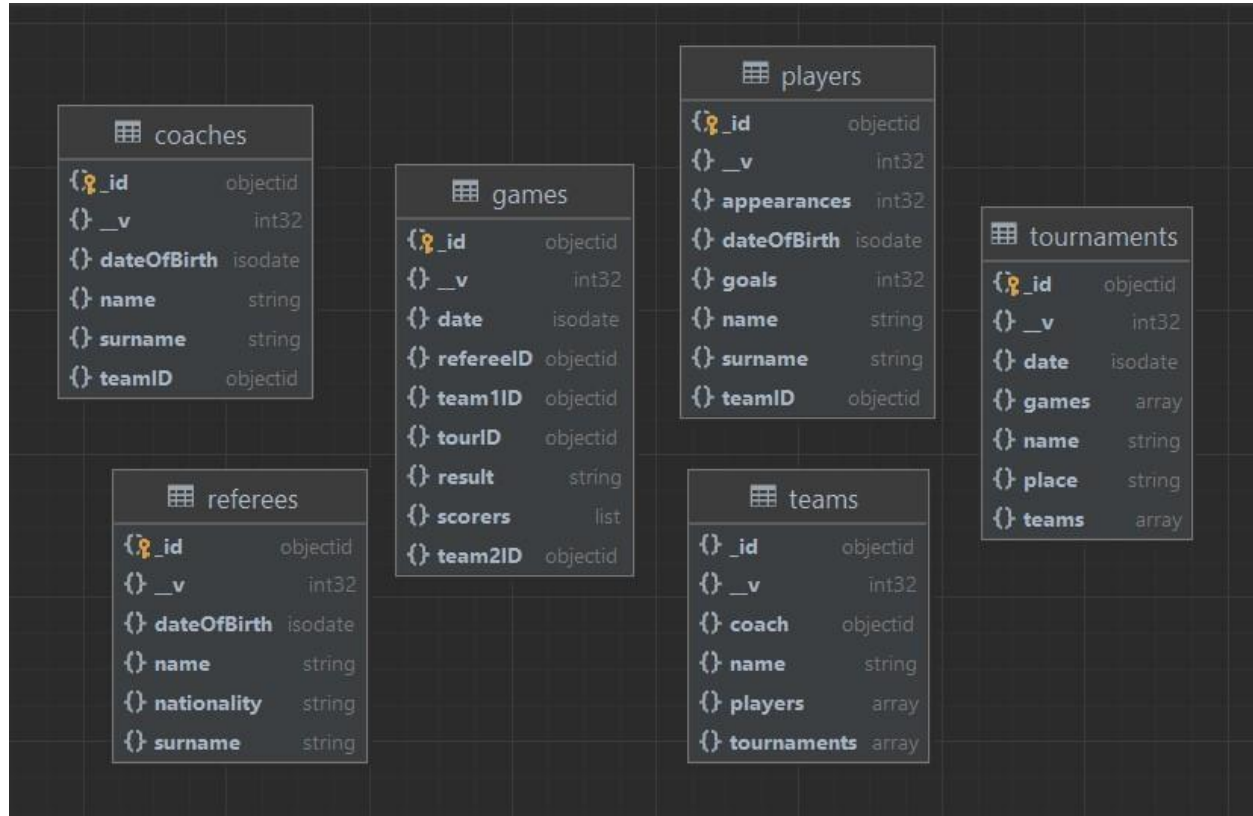 coaches
_id objectid
__v int32
dateOfBirth isodate
name string
surname string
teamID objectid
games
_id objectid
__v int32
date isodate
refereeID objectid
team1ID objectid
tourID objectid
result string
scorers list
team2ID objectid
players
_id objectid
__v int32
appearances int32
dateOfBirth isodate
goals int32
name string
surname string
teamID objectid
tournaments
_id objectid
__v int32
date isodate
games array
name string
place string
teams array
referees
_id objectid
__v int32
dateOfBirth isodate
name string
nationality string
surname string
teams
_id objectid
__v int32
coach objectid
name string
players array
tournaments array